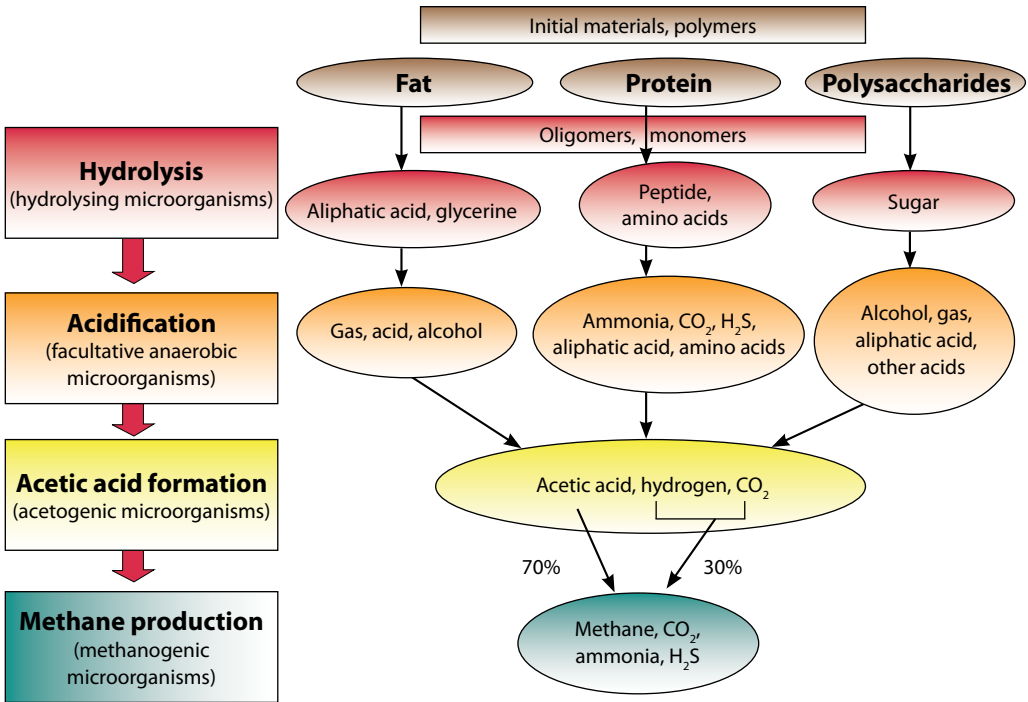 Initial materials, polymers
Fat
Protein
Polysaccharides
Oligomers, monomers
Hydrolysis
(hydrolysing microorganisms)
Aliphatic acid, glycerine
Peptide,
amino acids
Sugar
Acidification
(facultative anaerobic
microorganisms)
Gas, acid, alcohol
Ammonia, CO₂, H₂S,
aliphatic acid, amino acids
Alcohol, gas,
aliphatic acid,
other acids
Acetic acid formation
(acetogenic microorganisms)
Acetic acid, hydrogen, CO₂
70%
30%
Methane production
(methanogenic
microorganisms)
Methane, CO₂,
ammonia, H₂S